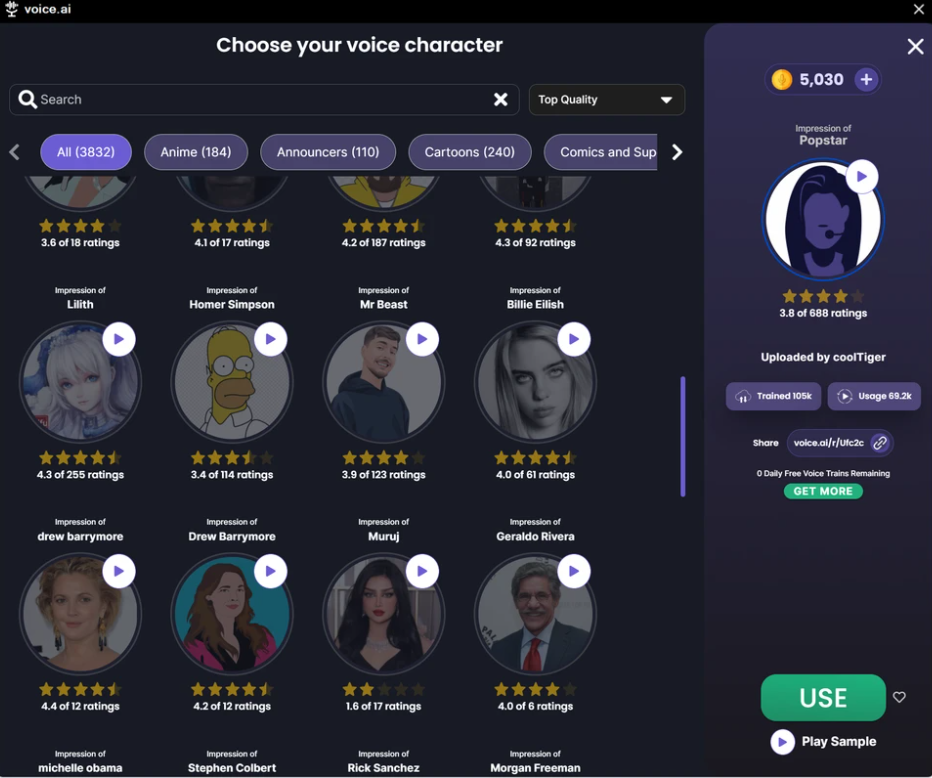 voice.ai
Choose your voice character
Search
Top Quality
All (3832)
Anime (184)
Announcers (110)
Cartoons (240)
Comics and Sup
3.6 of 18 ratings
4.1 of 17 ratings
4.2 of 187 ratings
4.3 of 92 ratings
Impression of
Lilith
Impression of
Homer Simpson
Impression of
Mr Beast
Impression of
Billie Eilish
4.3 of 255 ratings
3.4 of 114 ratings
3.9 of 123 ratings
4.0 of 61 ratings
Impression of
drew barrymore
Impression of
Drew Barrymore
Impression of
Muruj
Impression of
Geraldo Rivera
4.4 of 12 ratings
4.2 of 12 ratings
1.6 of 17 ratings
4.0 of 6 ratings
Impression of
michelle obama
Impression of
Stephen Colbert
Impression of
Rick Sanchez
Impression of
Morgan Freeman
5,030
Impression of
Popstar
3.8 of 688 ratings
Uploaded by coolTiger
Trained 105k
Usage 69.2k
Share
voice.ai/r/Ufc2c
0 Daily Free Voice Trains Remaining
GET MORE
USE
Play Sample